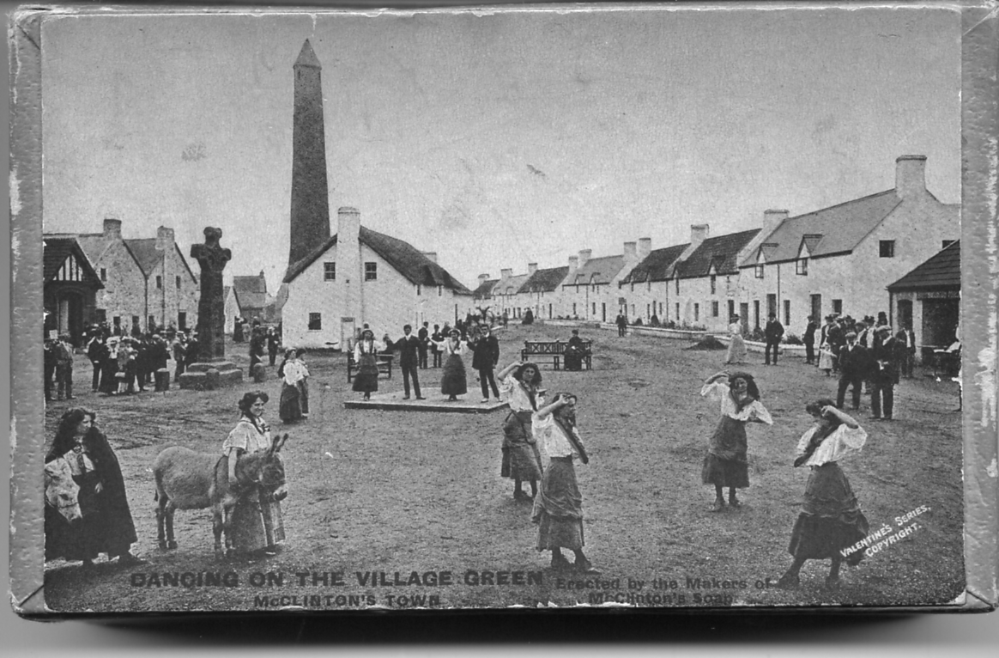 DANCING ON THE VILLAGE GREEN
McCLINTON'S TOWN
Erected by the Makers of
McClinton's Soap
VALENTINE'S SERIES.
COPYRIGHT.